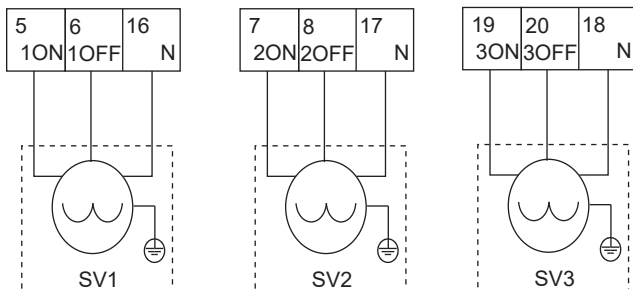 5 6 16
1ON 1OFF N
7 8 17
2ON 2OFF N
19 20 18
3ON 3OFF N
SV1 SV2 SV3